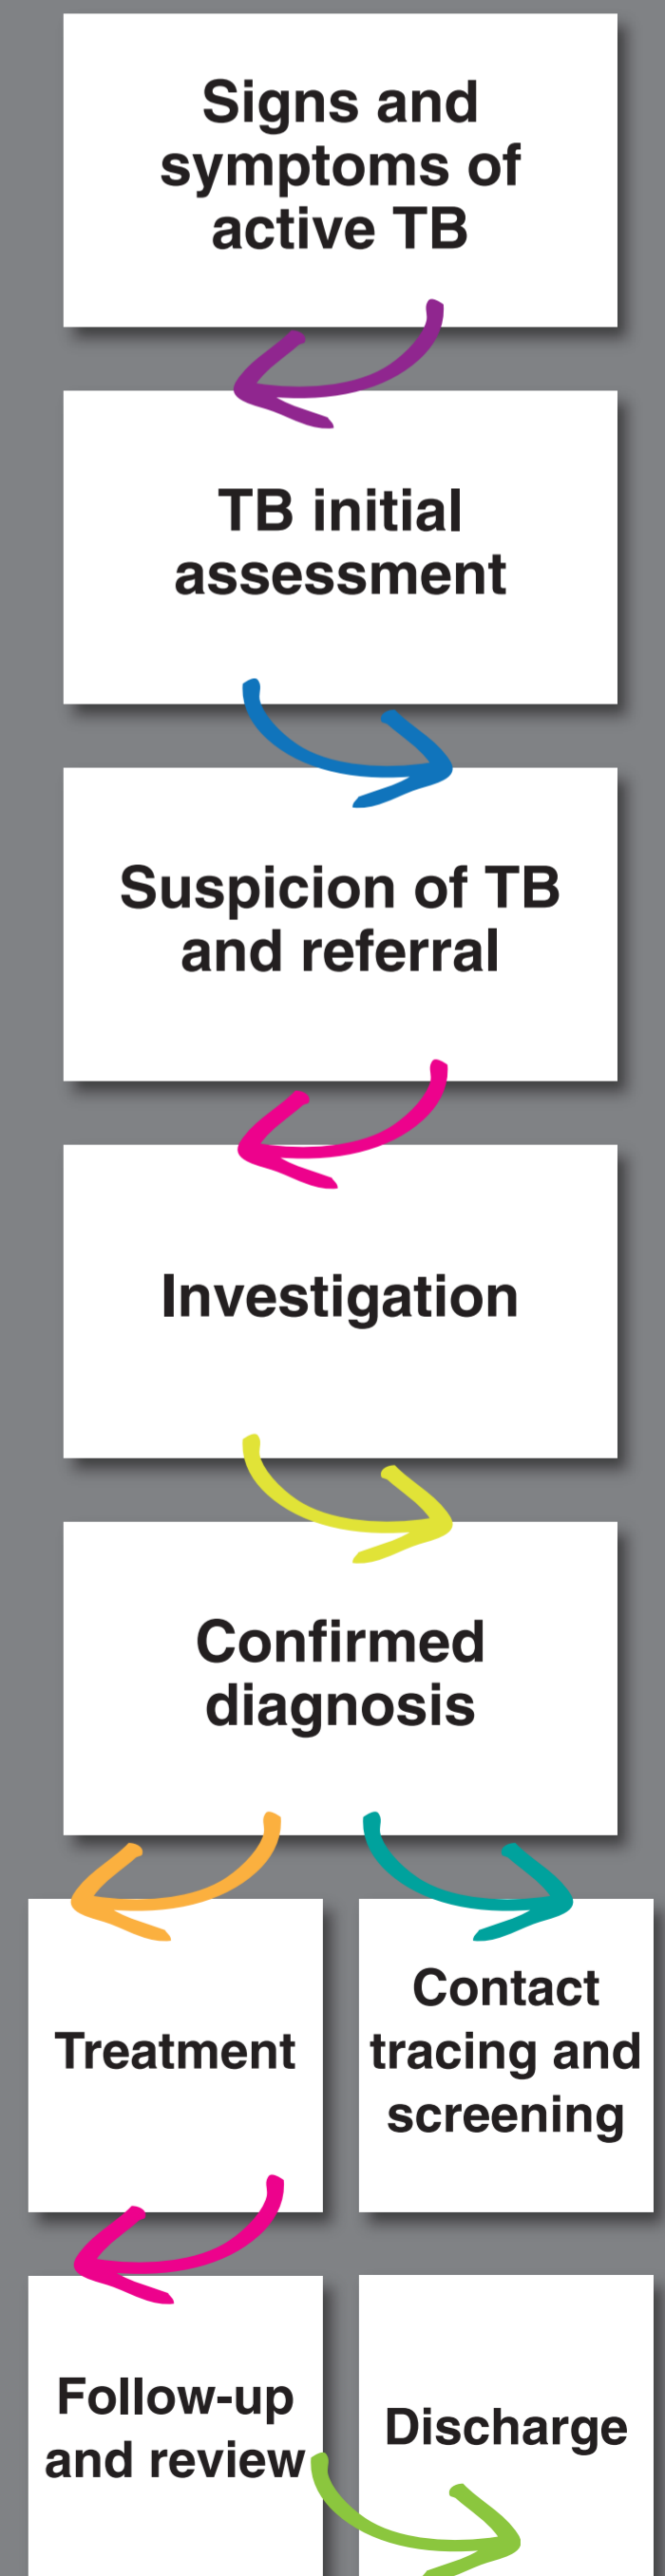 Signs and
symptoms of
active TB
TB initial
assessment
Suspicion of TB
and referral
Investigation
Confirmed
diagnosis
Treatment
Contact
tracing and
screening
Follow-up
and review
Discharge